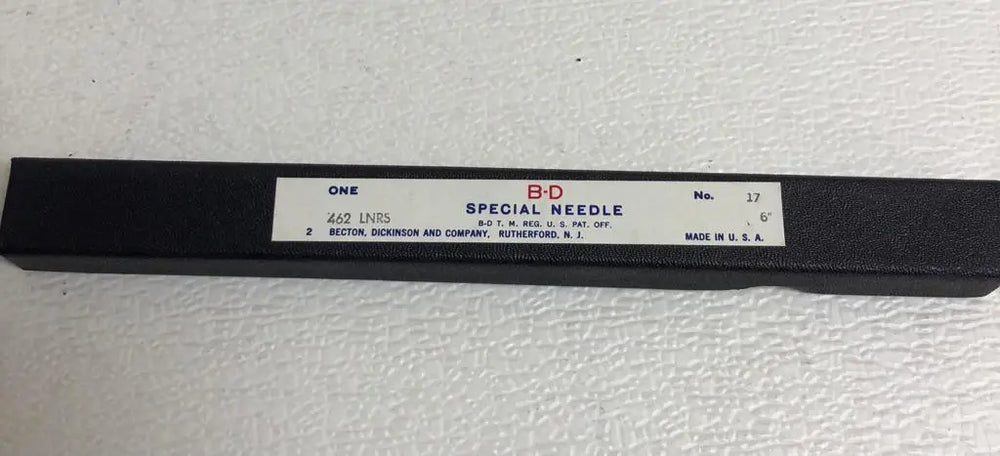 ONE B-D No. 17
SPECIAL NEEDLE
462 LNRS B-D T. M. REG. U. S. PAT. OFF. 6"
2 BECTON, DICKINSON AND COMPANY, RUTHERFORD, N. J. MADE IN U. S. A.